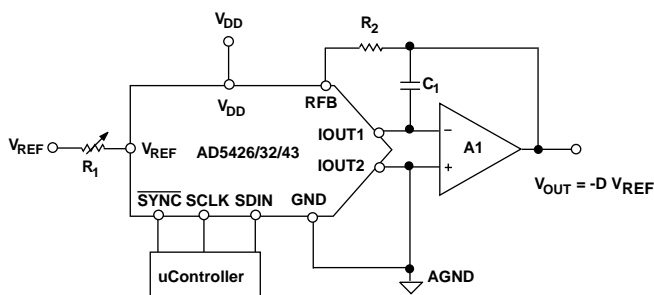 VDD
R2
VDD
RFB
C1
VREF
R1
VREF
AD5426/32/43
IOUT1
IOUT2
−
+
A1
VOUT = -D VREF
SYNC SCLK SDIN GND
uController
AGND